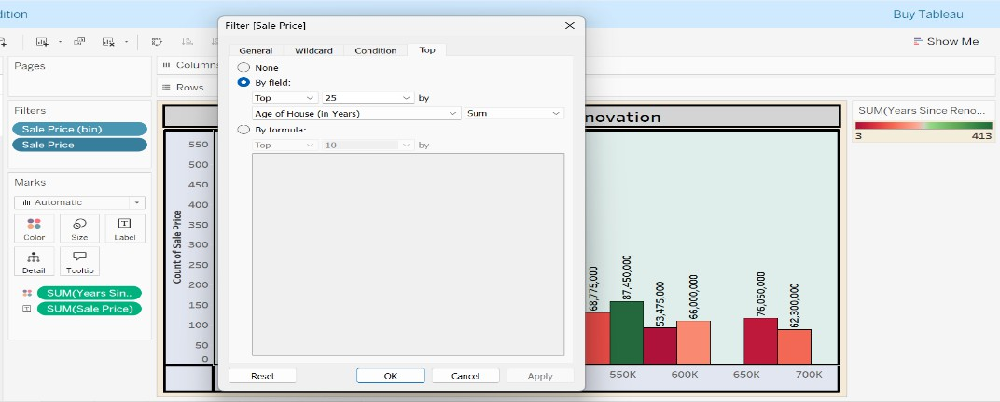 dition
Buy Tableau
Show Me
Pages
Columns
Rows
Filters
Sale Price (bin)
Sale Price
Marks
Automatic
Color
Size
Label
Detail
Tooltip
SUM(Years Sin..
SUM(Sale Price)
Filter [Sale Price]
General
Wildcard
Condition
Top
None
By field:
Top
25
by
Age of House (in Years)
Sum
By formula:
Top
10
by
Reset
OK
Cancel
Apply
novation
Count of Sale Price
550
500
450
400
350
300
250
200
150
100
50
0
68,775,000
87,450,000
53,475,000
66,000,000
76,050,000
62,300,000
550K
600K
650K
700K
SUM(Years Since Reno...
3
413